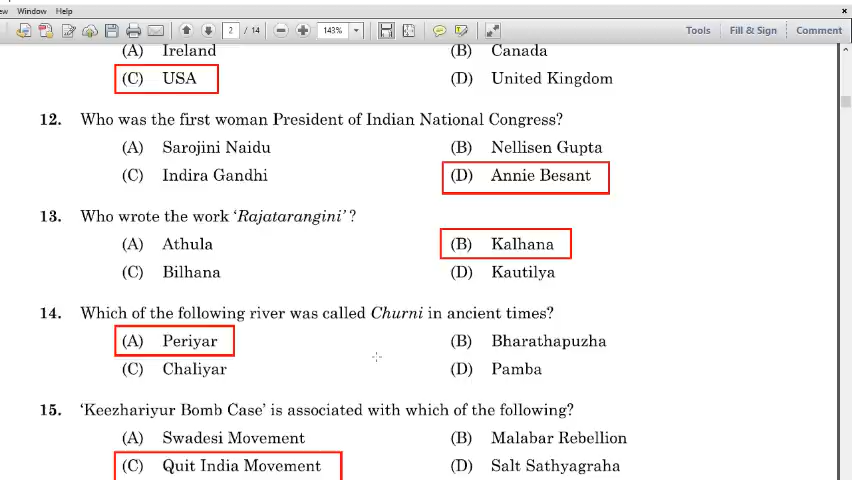 ew Window Help
2 / 14 143% Tools Fill & Sign Comment
(A) Ireland (B) Canada
(C) USA (D) United Kingdom
12. Who was the first woman President of Indian National Congress?
(A) Sarojini Naidu (B) Nellisen Gupta
(C) Indira Gandhi (D) Annie Besant
13. Who wrote the work ‘Rajatarangini’ ?
(A) Athula (B) Kalhana
(C) Bilhana (D) Kautilya
14. Which of the following river was called Churni in ancient times?
(A) Periyar (B) Bharathapuzha
(C) Chaliyar (D) Pamba
15. ‘Keezhariyur Bomb Case’ is associated with which of the following?
(A) Swadesi Movement (B) Malabar Rebellion
(C) Quit India Movement (D) Salt Sathyagraha